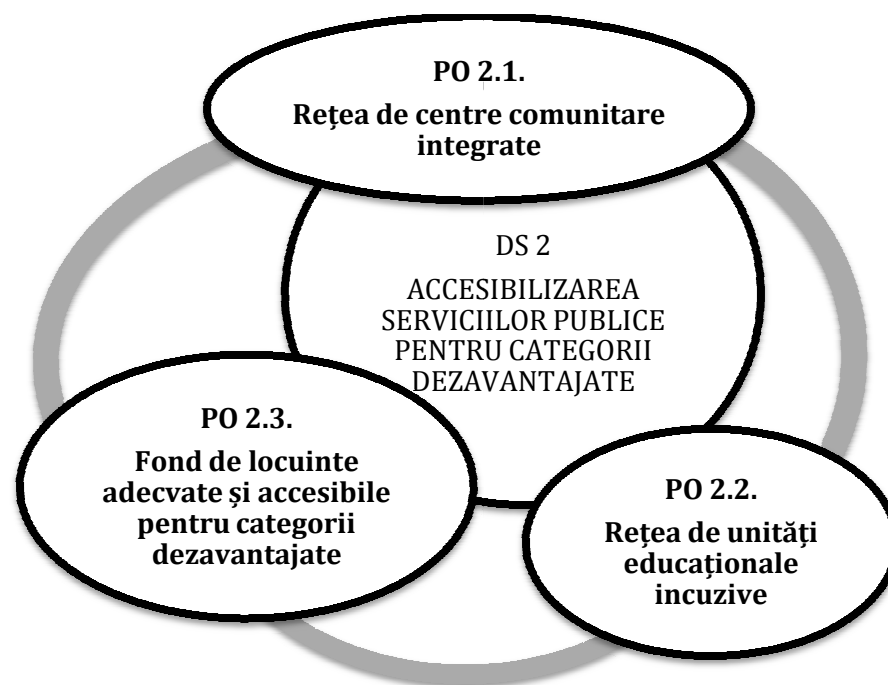 PO 2.1.
Rețea de centre comunitare
integrate
DS 2
ACCESIBILIZAREA
SERVICIILOR PUBLICE
PENTRU CATEGORII
DEZAVANTAJATE
PO 2.3.
Fond de locuinte
adecvate și accesibile
pentru categorii
dezavantajate
PO 2.2.
Rețea de unități
educaționale
incuzive